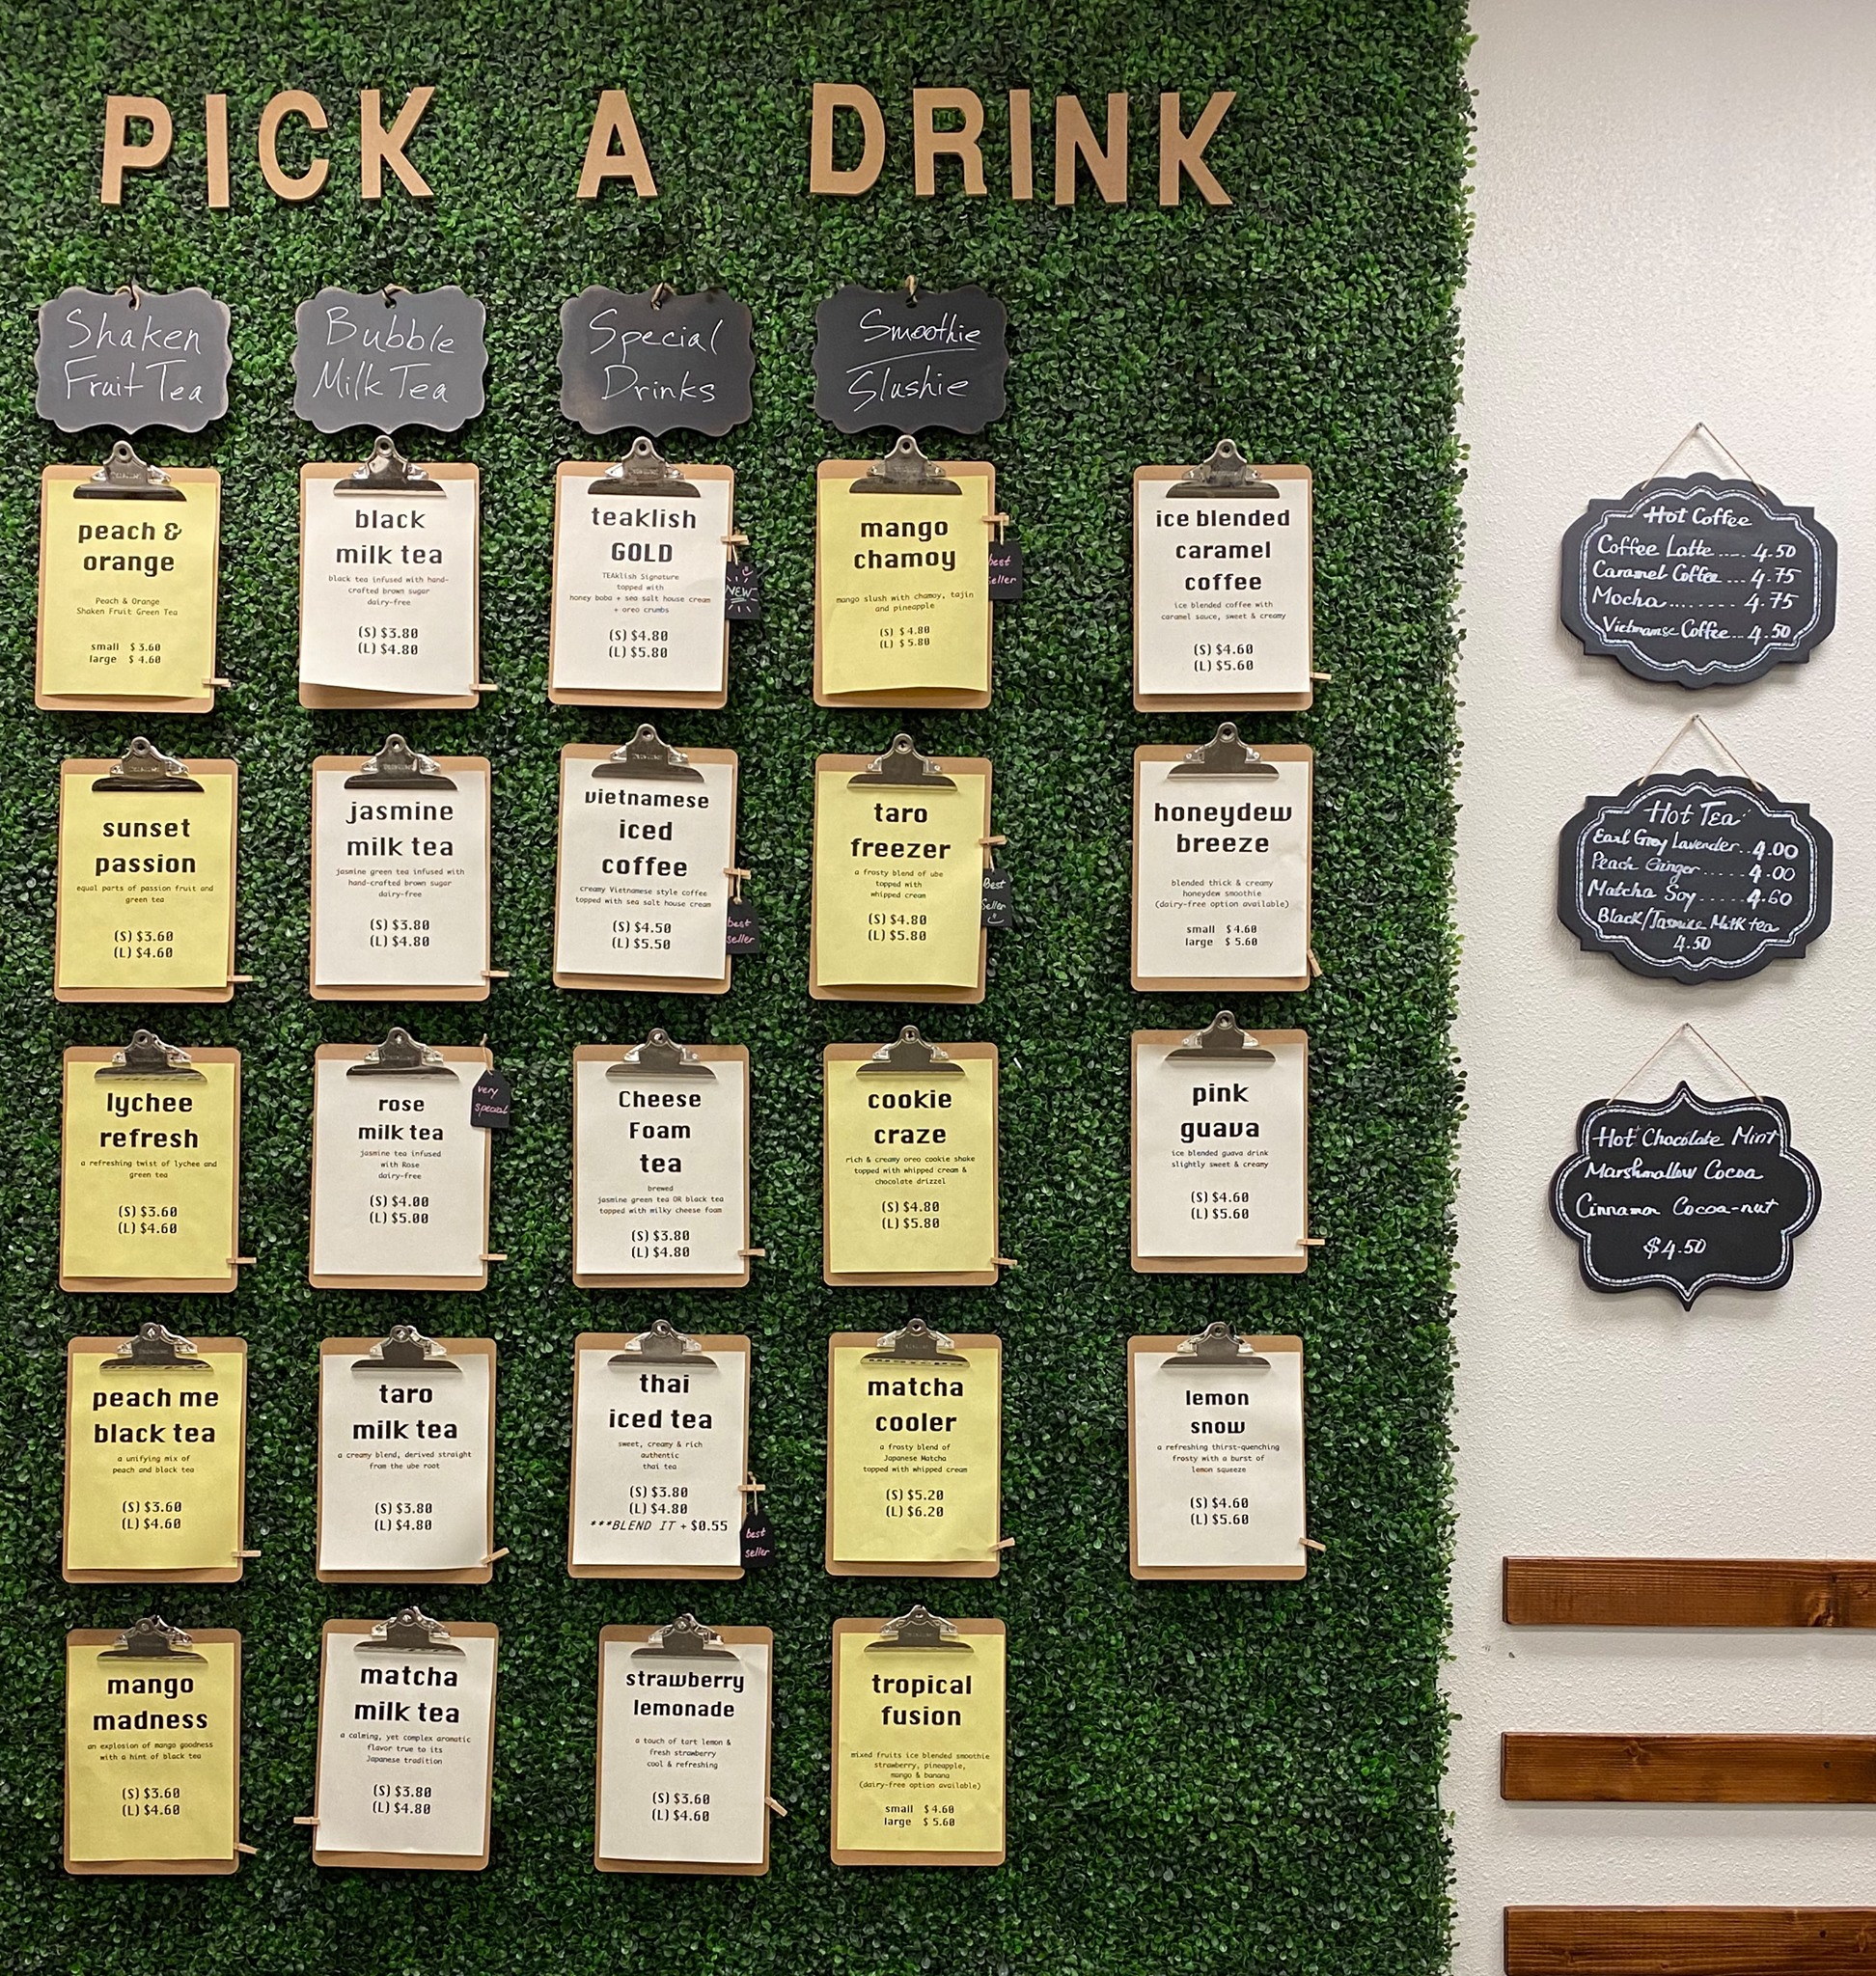 PICK A DRINK
Shaken
Fruit Tea
peach &
orange
Peach & Orange
Shaken Fruit Green Tea
small $ 3.60
large $ 4.60
sunset
passion
equal parts of passion fruit and
green tea
(S) $3.60
(L) $4.60
lychee
refresh
a refreshing twist of lychee and
green tea
(S) $3.60
(L) $4.60
peach me
black tea
a unifying mix of
peach and black tea
(S) $3.60
(L) $4.60
mango
madness
an explosion of mango goodness
with a hint of black tea
(S) $3.60
(L) $4.60
Bubble
Milk Tea
black
milk tea
black tea infused with hand-
crafted brown sugar
dairy-free
(S) $3.80
(L) $4.80
jasmine
milk tea
jasmine green tea infused with
hand-crafted brown sugar
dairy-free
(S) $3.80
(L) $4.80
rose
milk tea
jasmine tea infused
with Rose
dairy-free
(S) $4.00
(L) $5.00
very
special
taro
milk tea
a creamy blend, derived straight
from the ube root
(S) $3.80
(L) $4.80
matcha
milk tea
a calming, yet complex aromatic
flavor true to its
Japanese tradition
(S) $3.80
(L) $4.80
Special
Drinks
teaklish
GOLD
TEAklish Signature
topped with
honey boba + sea salt house cream
+ oreo crumbs
(S) $4.80
(L) $5.80
NEW
vietnamese
iced
coffee
creamy Vietnamese style coffee
topped with sea salt house cream
(S) $4.50
(L) $5.50
best
seller
Cheese
Foam
tea
brewed
jasmine green tea OR black tea
topped with milky cheese foam
(S) $3.80
(L) $4.80
thai
iced tea
sweet, creamy & rich
authentic
thai tea
(S) $3.80
(L) $4.80
***BLEND IT + $0.55
best
seller
strawberry
lemonade
a touch of tart lemon &
fresh strawberry
cool & refreshing
(S) $3.60
(L) $4.60
Smoothie
Slushie
mango
chamoy
mango slush with chamoy, tajin
and pineapple
(S) $4.80
(L) $5.80
best
seller
taro
freezer
a frosty blend of ube
topped with
whipped cream
(S) $4.80
(L) $5.80
Best
Seller
cookie
craze
rich & creamy oreo cookie shake
topped with whipped cream &
chocolate drizzel
(S) $4.80
(L) $5.80
matcha
cooler
a frosty blend of
Japanese Matcha
topped with whipped cream
(S) $5.20
(L) $6.20
tropical
fusion
mixed fruits ice blended smoothie
strawberry, pineapple,
mango & banana
(dairy-free option available)
small $ 4.60
large $ 5.60
ice blended
caramel
coffee
ice blended coffee with
caramel sauce, sweet & creamy
(S) $4.60
(L) $5.60
honeydew
breeze
blended thick & creamy
honeydew smoothie
(dairy-free option available)
small $ 4.60
large $ 5.60
pink
guava
ice blended guava drink
slightly sweet & creamy
(S) $4.60
(L) $5.60
lemon
snow
a refreshing thirst-quenching
frosty with a burst of
lemon squeeze
(S) $4.60
(L) $5.60
Hot Coffee
Coffee Latte..... 4.50
Caramel Coffee ... 4.75
Mocha........ 4.75
Vietnamese Coffee... 4.50
Hot Tea
Earl Grey Lavender.. 4.00
Peach Ginger...... 4.00
Matcha Soy ...... 4.60
Black/Jasmine Milk tea
4.50
Hot Chocolate Mint
Marshmallow Cocoa
Cinnamon Cocoa-nut
$4.50